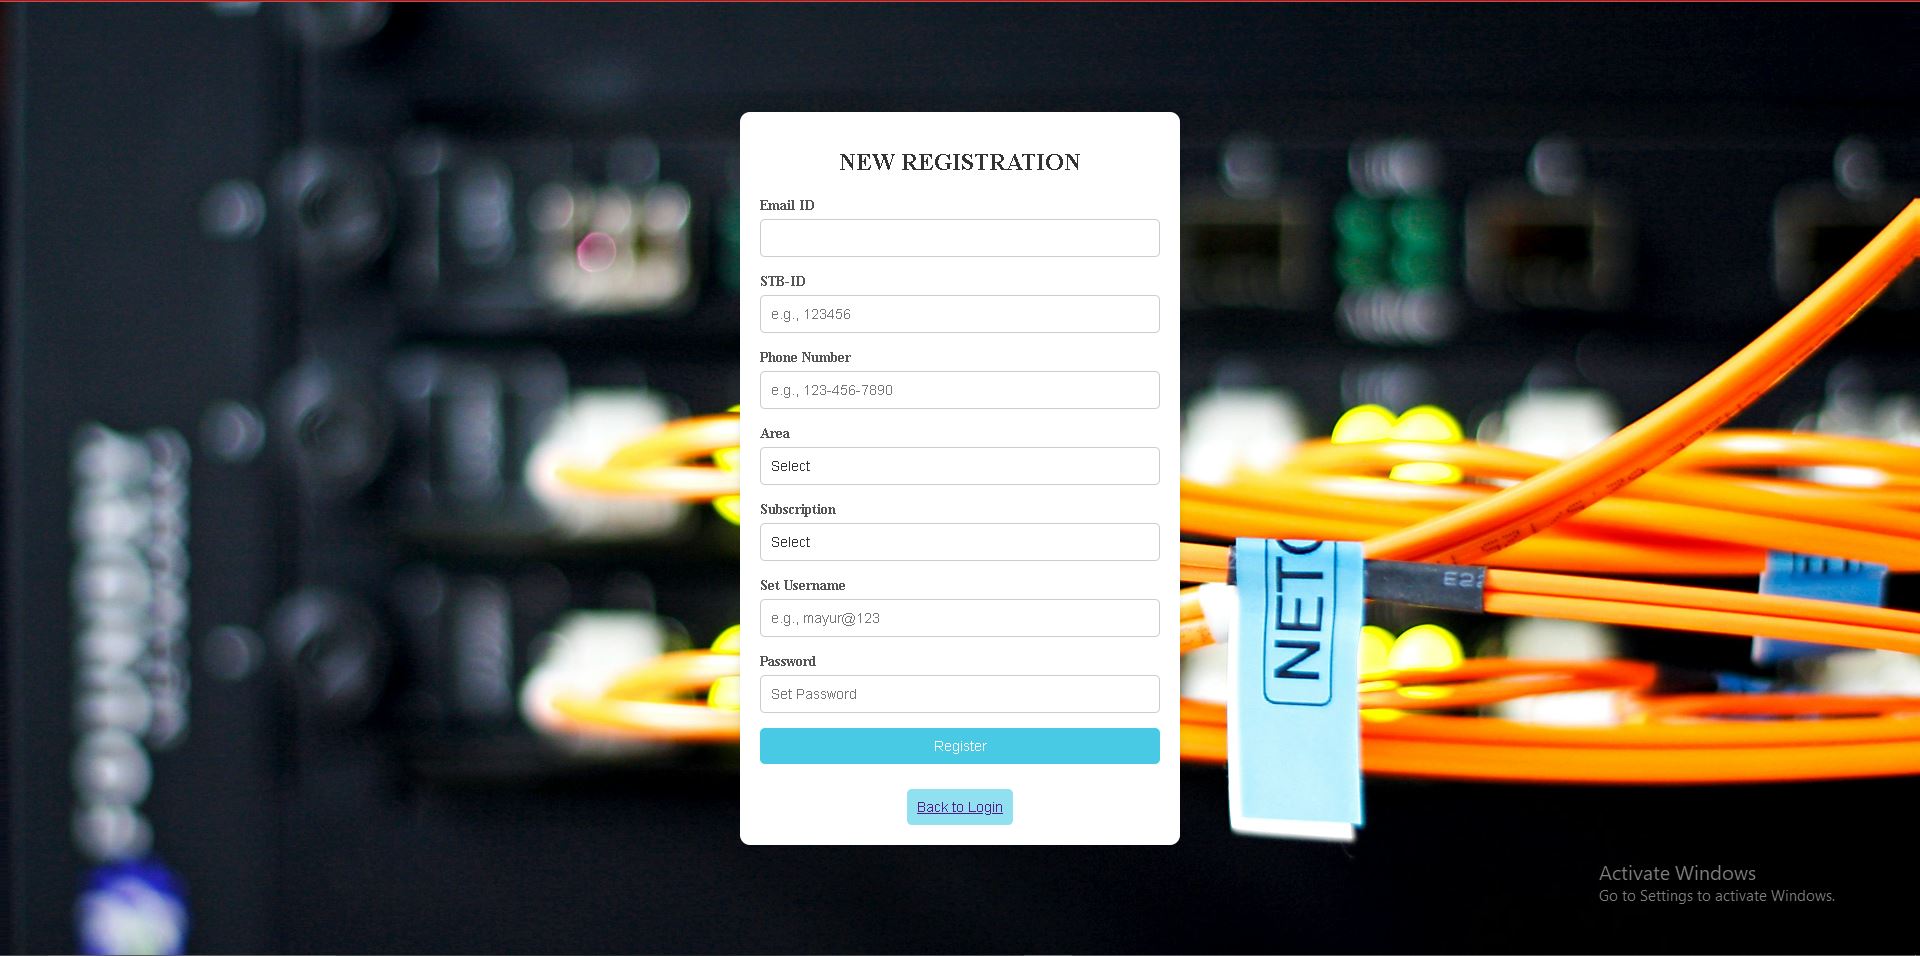 NEW REGISTRATION
Email ID
STB-ID
e.g., 123456
Phone Number
e.g., 123-456-7890
Area
Select
Subscription
Select
Set Username
e.g., mayur@123
Password
Set Password
Register
Back to Login
E2
Activate Windows
Go to Settings to activate Windows.